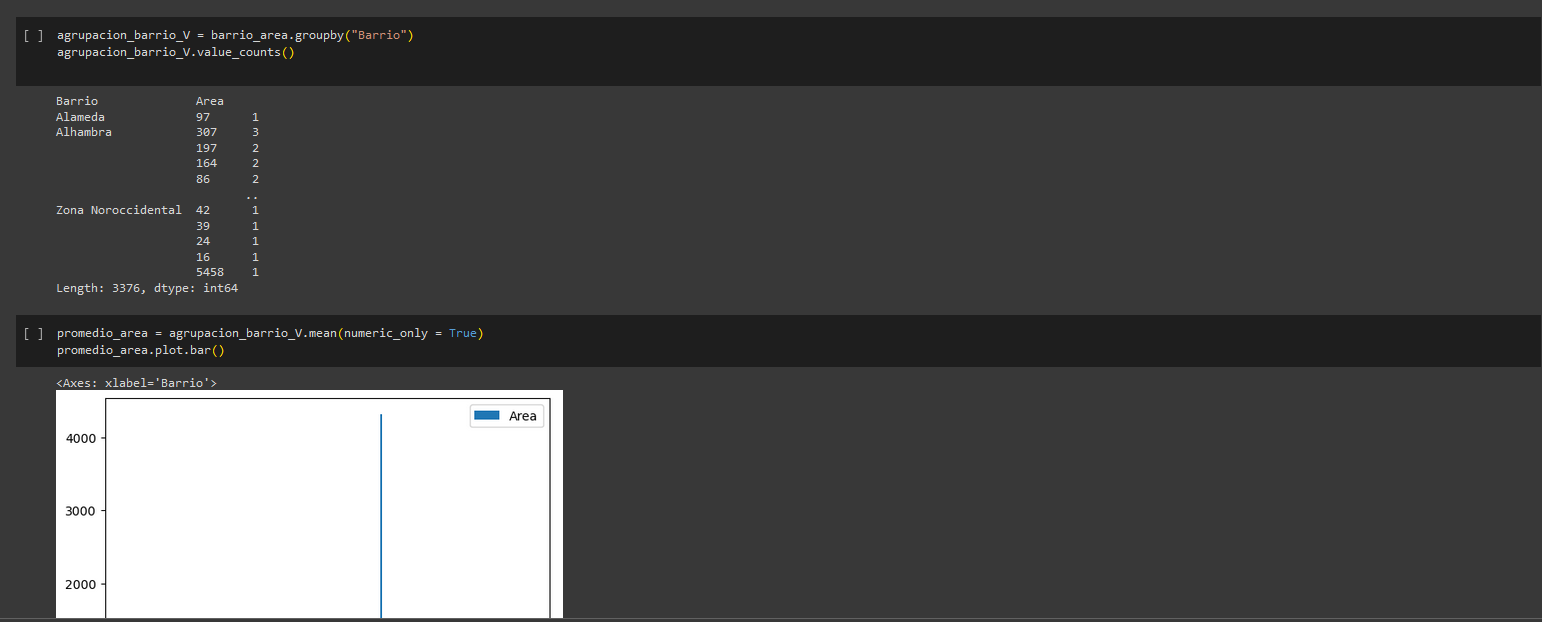 [ ] agrupacion_barrio_V = barrio_area.groupby("Barrio")
agrupacion_barrio_V.value_counts()
Barrio Area
Alameda 97 1
Alhambra 307 3
197 2
164 2
86 2
..
Zona Noroccidental 42 1
39 1
24 1
16 1
5458 1
Length: 3376, dtype: int64
[ ] promedio_area = agrupacion_barrio_V.mean(numeric_only = True)
promedio_area.plot.bar()
<Axes: xlabel='Barrio'>
Area
4000
3000
2000